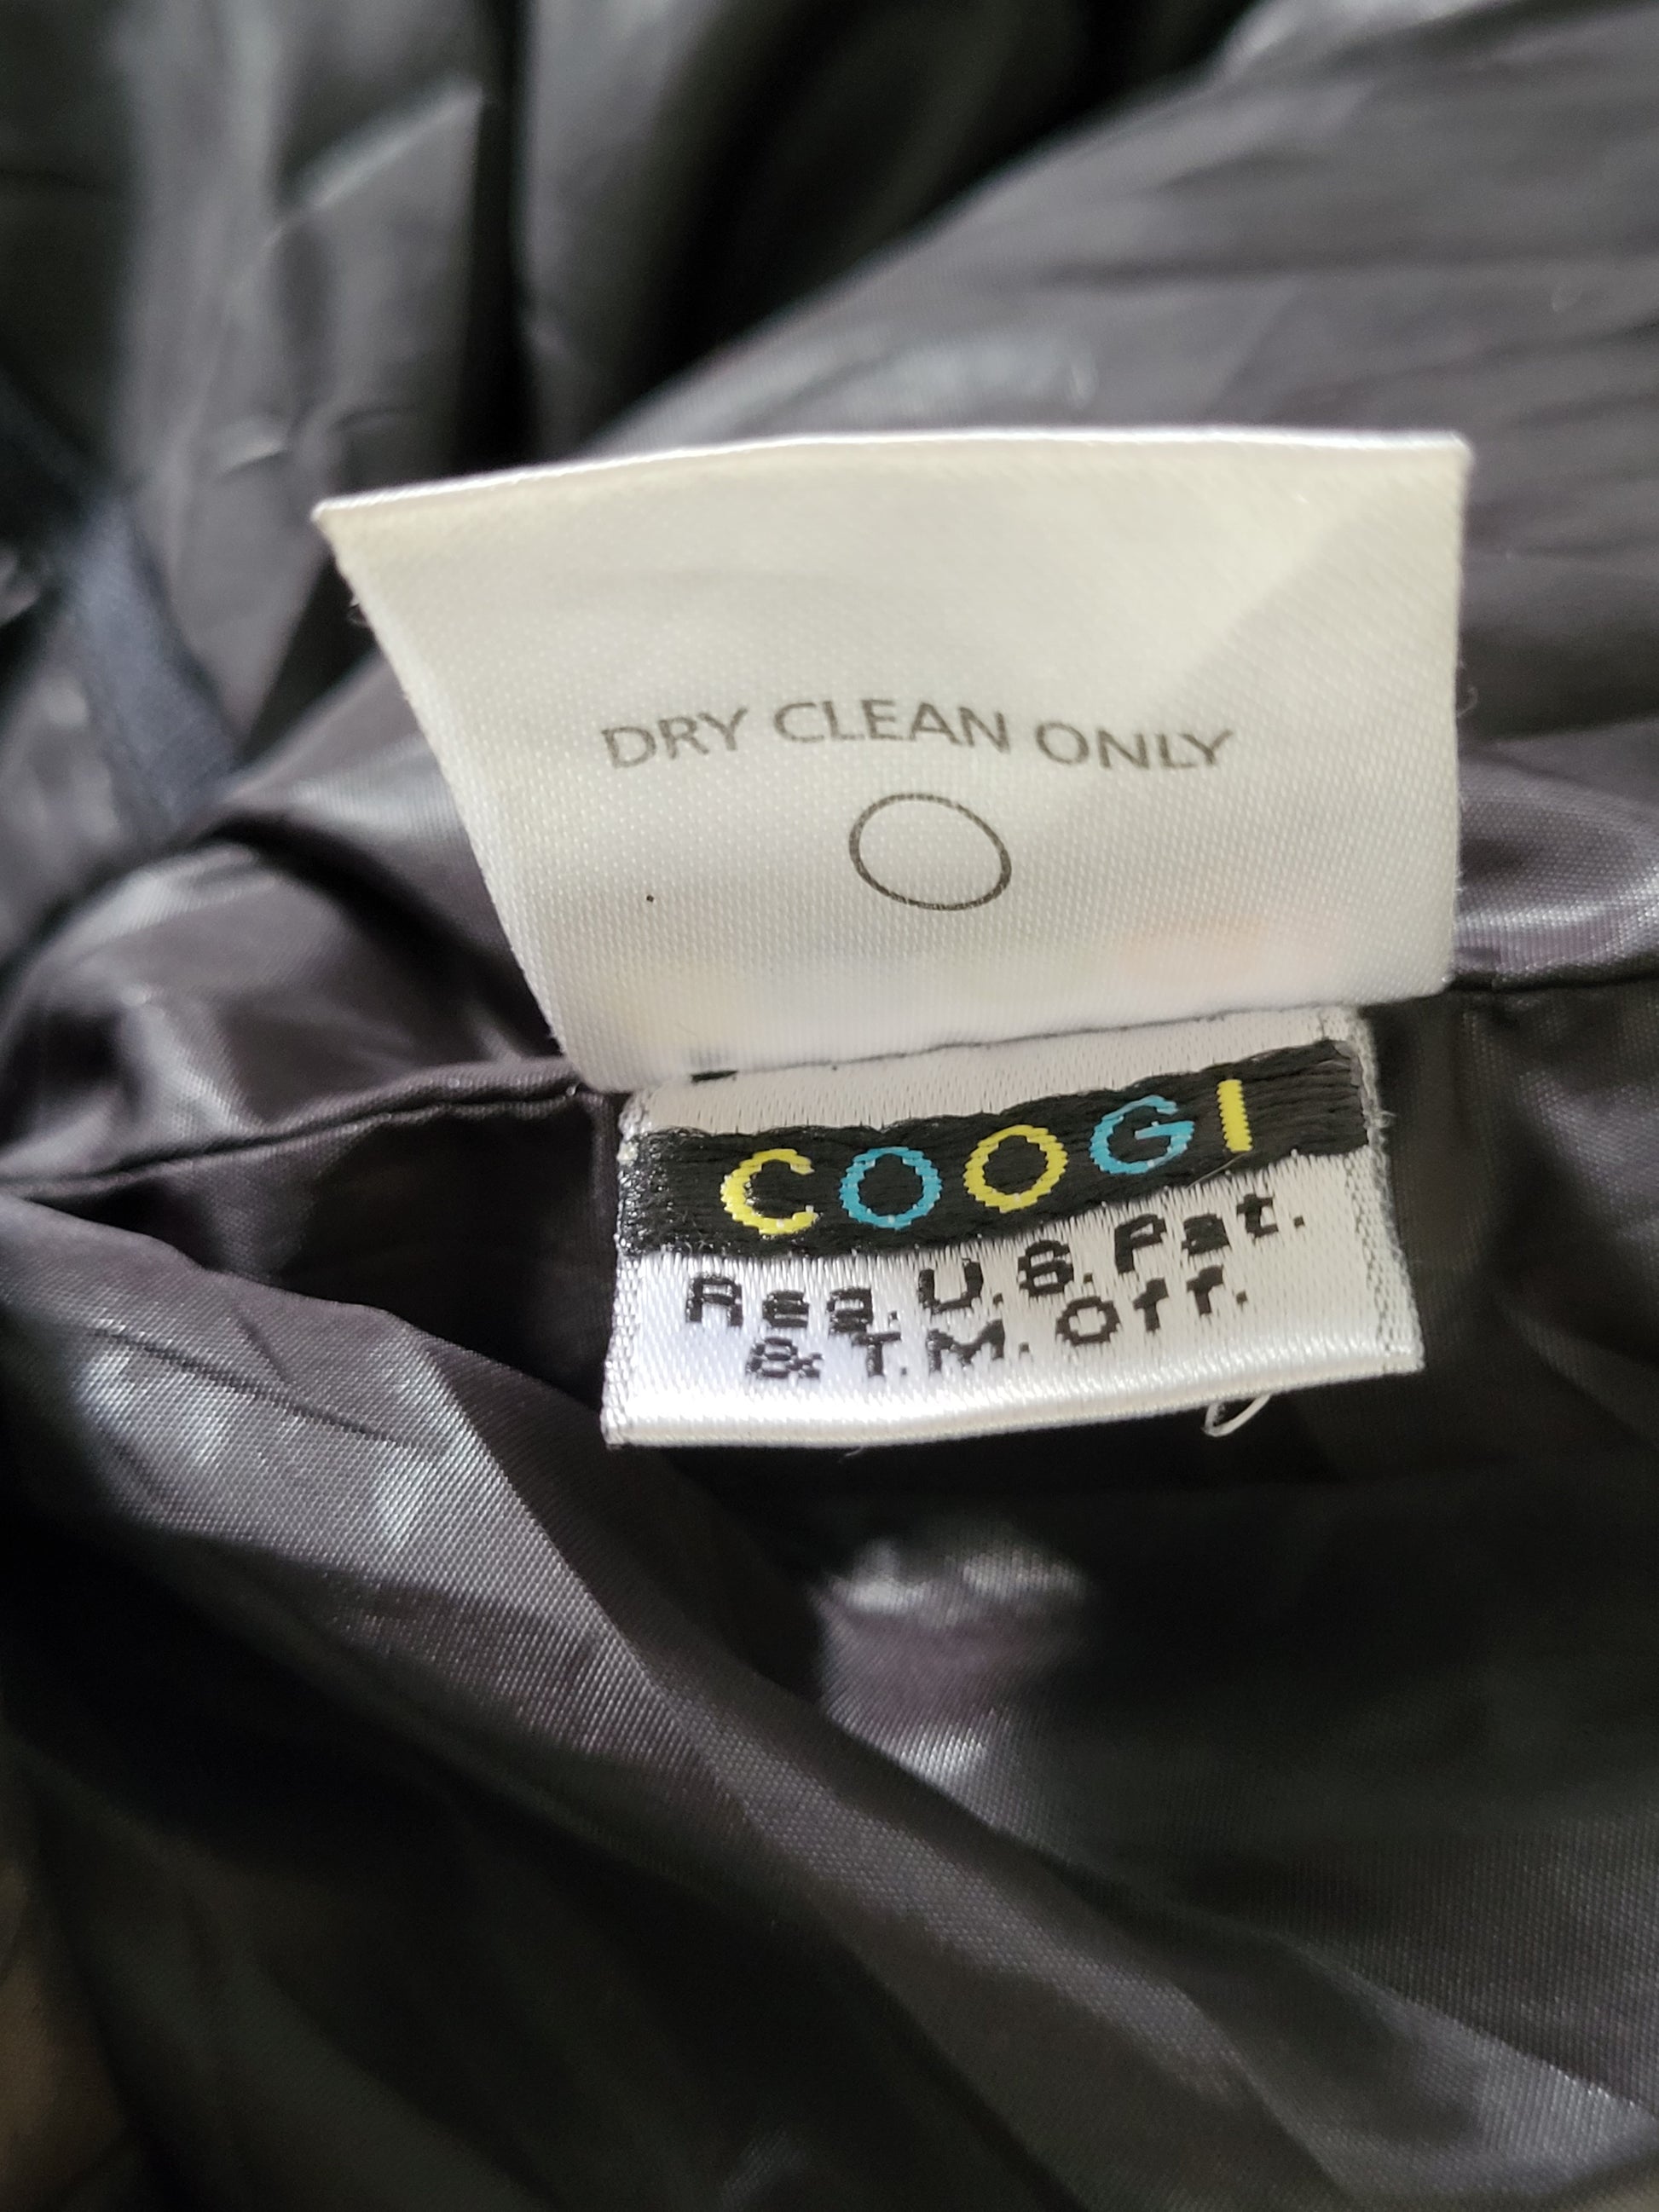 DRY CLEAN ONLY
COOGI
Reg. U.S. Pat.
& T.M. Off.